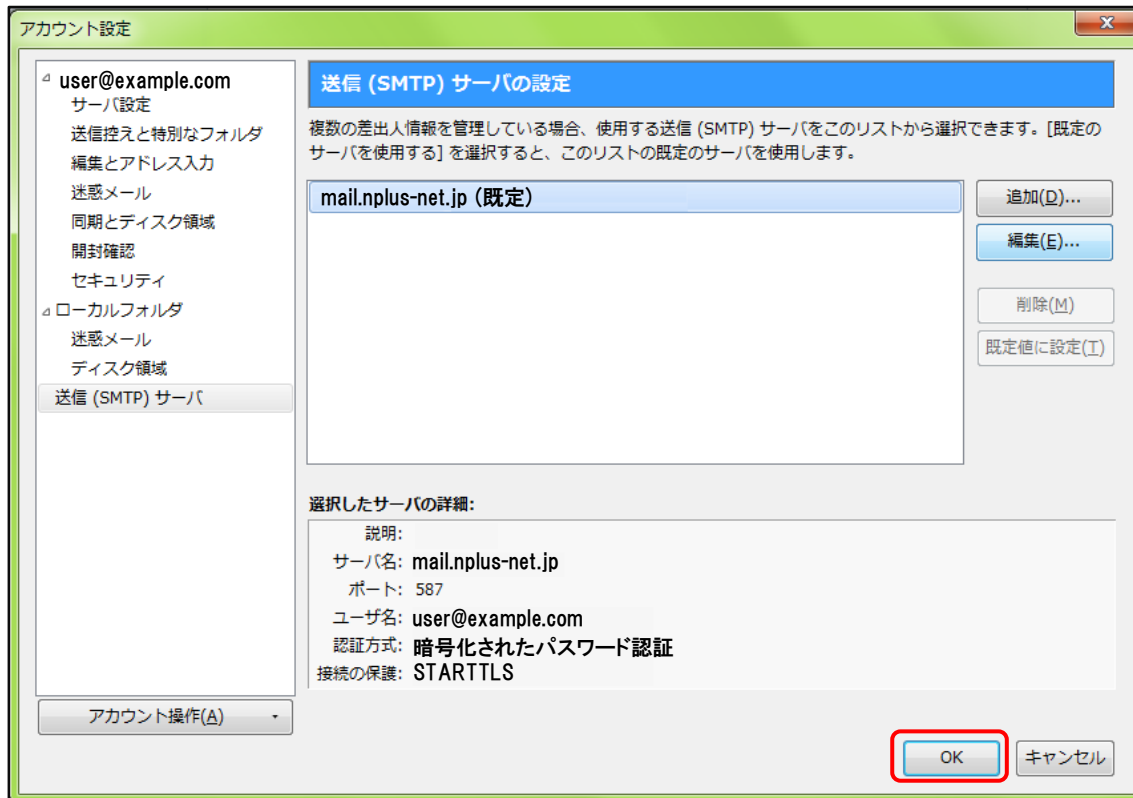 アカウント設定
user@example.com
サーバ設定
送信控えと特別なフォルダ
編集とアドレス入力
迷惑メール
同期とディスク領域
開封確認
セキュリティ
ローカルフォルダ
迷惑メール
ディスク領域
送信 (SMTP) サーバ
アカウント操作(A)
送信 (SMTP) サーバの設定
複数の差出人情報を管理している場合、使用する送信 (SMTP) サーバをこのリストから選択できます。[既定の
サーバを使用する] を選択すると、このリストの既定のサーバを使用します。
mail.nplus-net.jp (既定)
追加(D)...
編集(E)...
削除(M)
既定値に設定(T)
選択したサーバの詳細:
説明:
サーバ名: mail.nplus-net.jp
ポート: 587
ユーザ名: user@example.com
認証方式: 暗号化されたパスワード認証
接続の保護: STARTTLS
OK
キャンセル